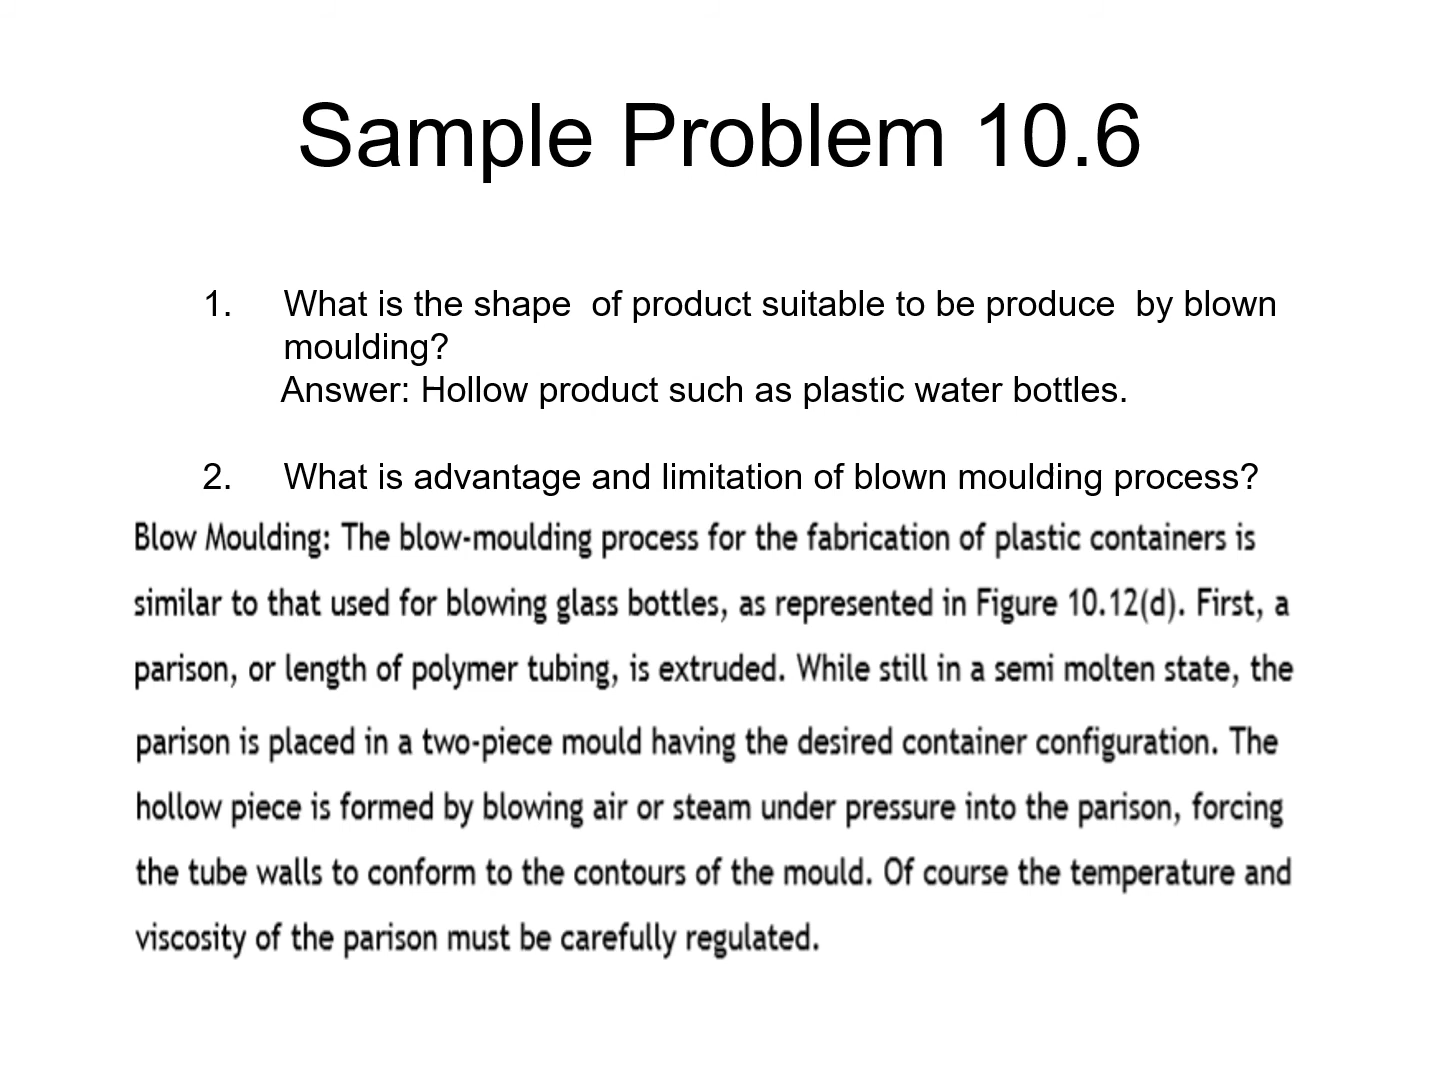 Sample Problem 10.6
1. What is the shape  of product suitable to be produce  by blown
moulding?
Answer: Hollow product such as plastic water bottles.
2. What is advantage and limitation of blown moulding process?
Blow Moulding: The blow-moulding process for the fabrication of plastic containers is
similar to that used for blowing glass bottles, as represented in Figure 10.12(d). First, a
parison, or length of polymer tubing, is extruded. While still in a semi molten state, the
parison is placed in a two-piece mould having the desired container configuration. The
hollow piece is formed by blowing air or steam under pressure into the parison, forcing
the tube walls to conform to the contours of the mould. Of course the temperature and
viscosity of the parison must be carefully regulated.